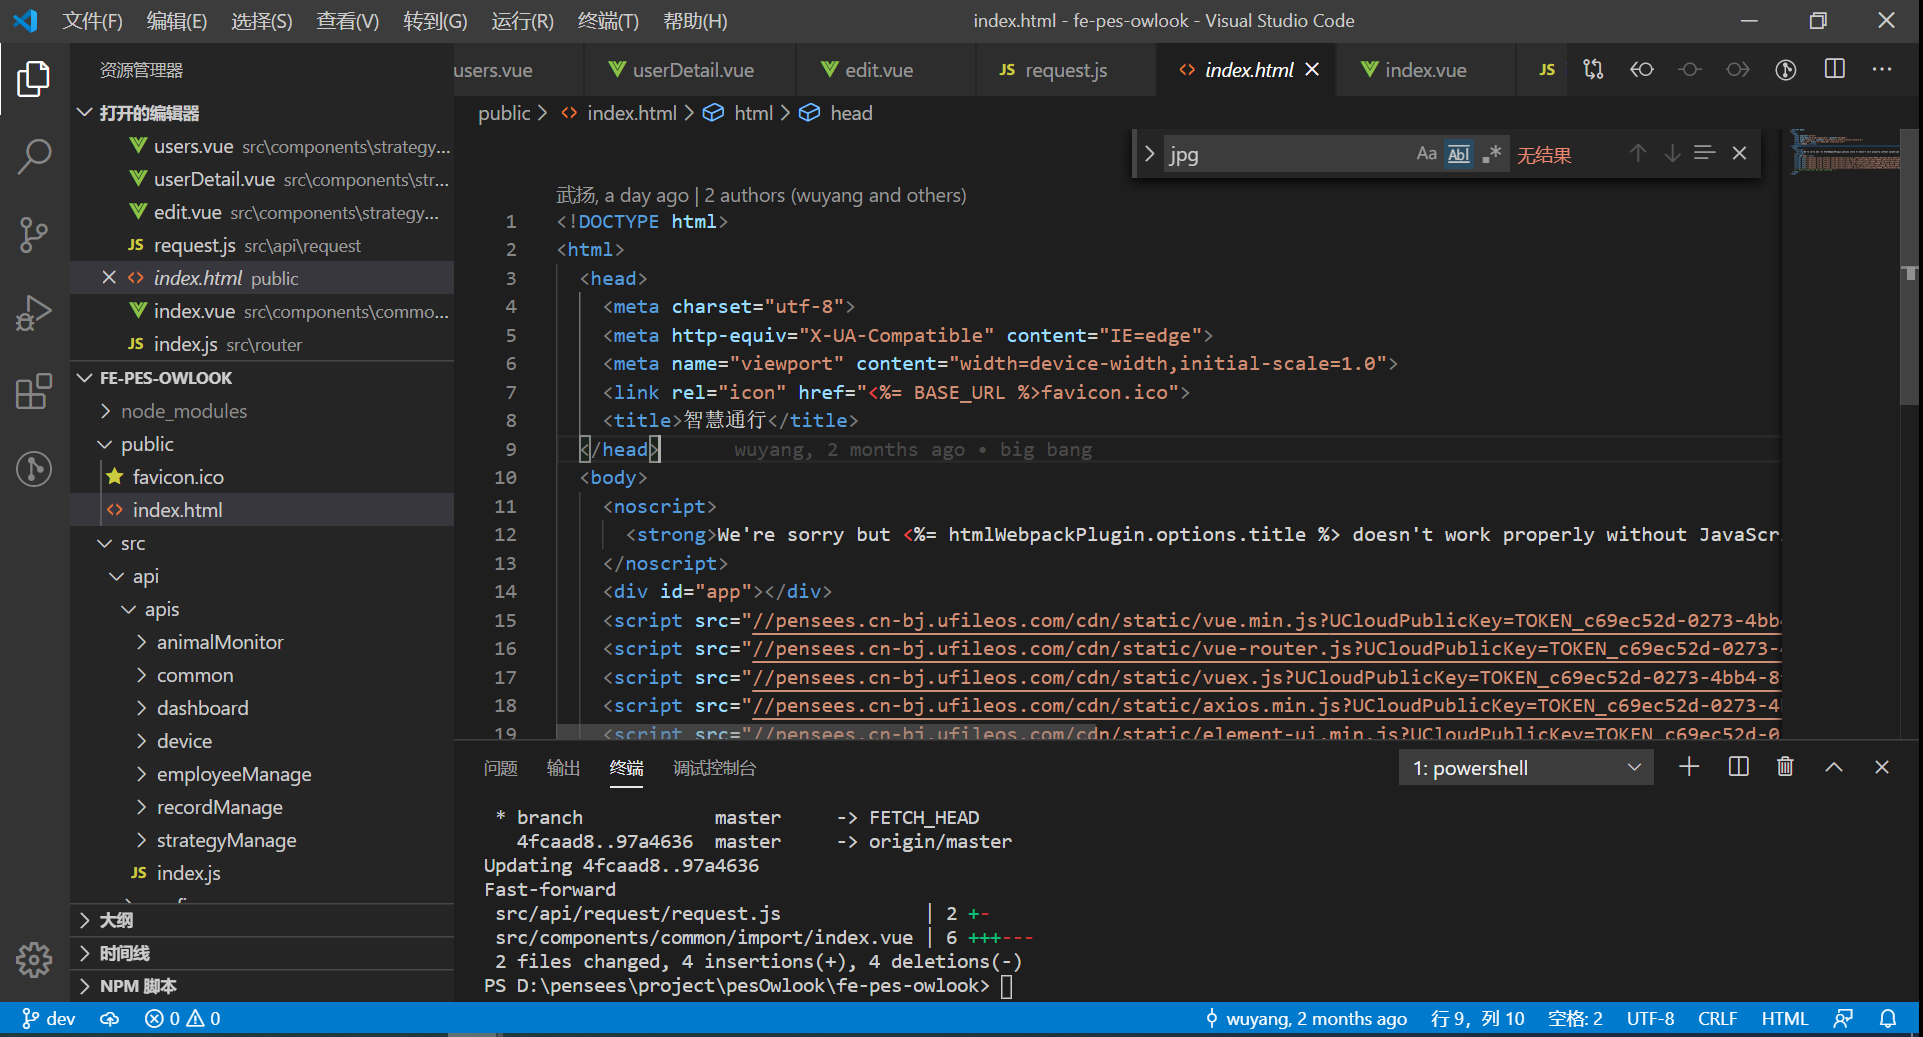 文件(F) 编辑(E) 选择(S) 查看(V) 转到(G) 运行(R) 终端(T) 帮助(H) index.html - fe-pes-owlook - Visual Studio Code
资源管理器
打开的编辑器
users.vue src\components\strategy...
userDetail.vue src\components\str...
edit.vue src\components\strategy...
JS request.js src\api\request
index.html public
index.vue src\components\commo...
JS index.js src\router
FE-PES-OWLOOK
node_modules
public
favicon.ico
index.html
src
api
apis
animalMonitor
common
dashboard
device
employeeManage
recordManage
strategyManage
JS index.js
大纲
时间线
NPM 脚本
users.vue userDetail.vue edit.vue JS request.js index.html index.vue JS
public > index.html > html > head
jpg Aa Abl .* 无结果
武扬, a day ago | 2 authors (wuyang and others)
1 <!DOCTYPE html>
2 <html>
3 <head>
4 <meta charset="utf-8">
5 <meta http-equiv="X-UA-Compatible" content="IE=edge">
6 <meta name="viewport" content="width=device-width,initial-scale=1.0">
7 <link rel="icon" href="<%= BASE_URL %>favicon.ico">
8 <title>智慧通行</title>
9 </head> wuyang, 2 months ago • big bang
10 <body>
11 <noscript>
12 <strong>We're sorry but <%= htmlWebpackPlugin.options.title %> doesn't work properly without JavaScr
13 </noscript>
14 <div id="app"></div>
15 <script src="//pensees.cn-bj.ufileos.com/cdn/static/vue.min.js?UCloudPublicKey=TOKEN_c69ec52d-0273-4bb
16 <script src="//pensees.cn-bj.ufileos.com/cdn/static/vue-router.js?UCloudPublicKey=TOKEN_c69ec52d-0273-
17 <script src="//pensees.cn-bj.ufileos.com/cdn/static/vuex.js?UCloudPublicKey=TOKEN_c69ec52d-0273-4bb4-8
18 <script src="//pensees.cn-bj.ufileos.com/cdn/static/axios.min.js?UCloudPublicKey=TOKEN_c69ec52d-0273-4
19 <script src="//pensees.cn-bj.ufileos.com/cdn/static/element-ui.min.js?UCloudPublicKey=TOKEN_c69ec52d-0
问题 输出 终端 调试控制台 1: powershell
* branch master -> FETCH_HEAD
4fcaad8..97a4636 master -> origin/master
Updating 4fcaad8..97a4636
Fast-forward
src/api/request/request.js | 2 +-
src/components/common/import/index.vue | 6 +++---
2 files changed, 4 insertions(+), 4 deletions(-)
PS D:\pensees\project\pesOwlook\fe-pes-owlook>
dev 0 0 wuyang, 2 months ago 行 9，列 10 空格: 2 UTF-8 CRLF HTML